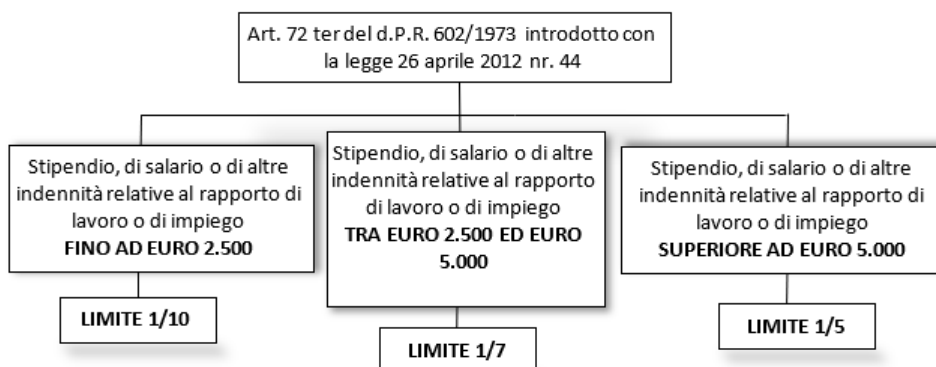 Art. 72 ter del d.P.R. 602/1973 introdotto con
la legge 26 aprile 2012 nr. 44
Stipendio, di salario o di altre
indennità relative al rapporto di
lavoro o di impiego
FINO AD EURO 2.500
LIMITE 1/10
Stipendio, di salario o di altre
indennità relative al rapporto
di lavoro o di impiego
TRA EURO 2.500 ED EURO
5.000
LIMITE 1/7
Stipendio, di salario o di altre
indennità relative al rapporto di
lavoro o di impiego
SUPERIORE AD EURO 5.000
LIMITE 1/5